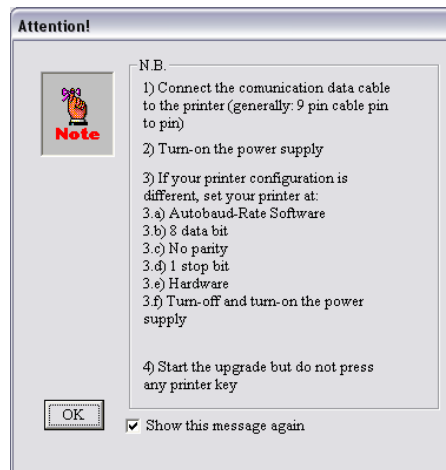 Attention!
N.B.
Note
1) Connect the comunication data cable
to the printer (generally: 9 pin cable pin
to pin)
2) Turn-on the power supply
3) If your printer configuration is
different, set your printer at:
3.a) Autobaud-Rate Software
3.b) 8 data bit
3.c) No parity
3.d) 1 stop bit
3.e) Hardware
3.f) Turn-off and turn-on the power
supply
4) Start the upgrade but do not press
any printer key
OK
Show this message again